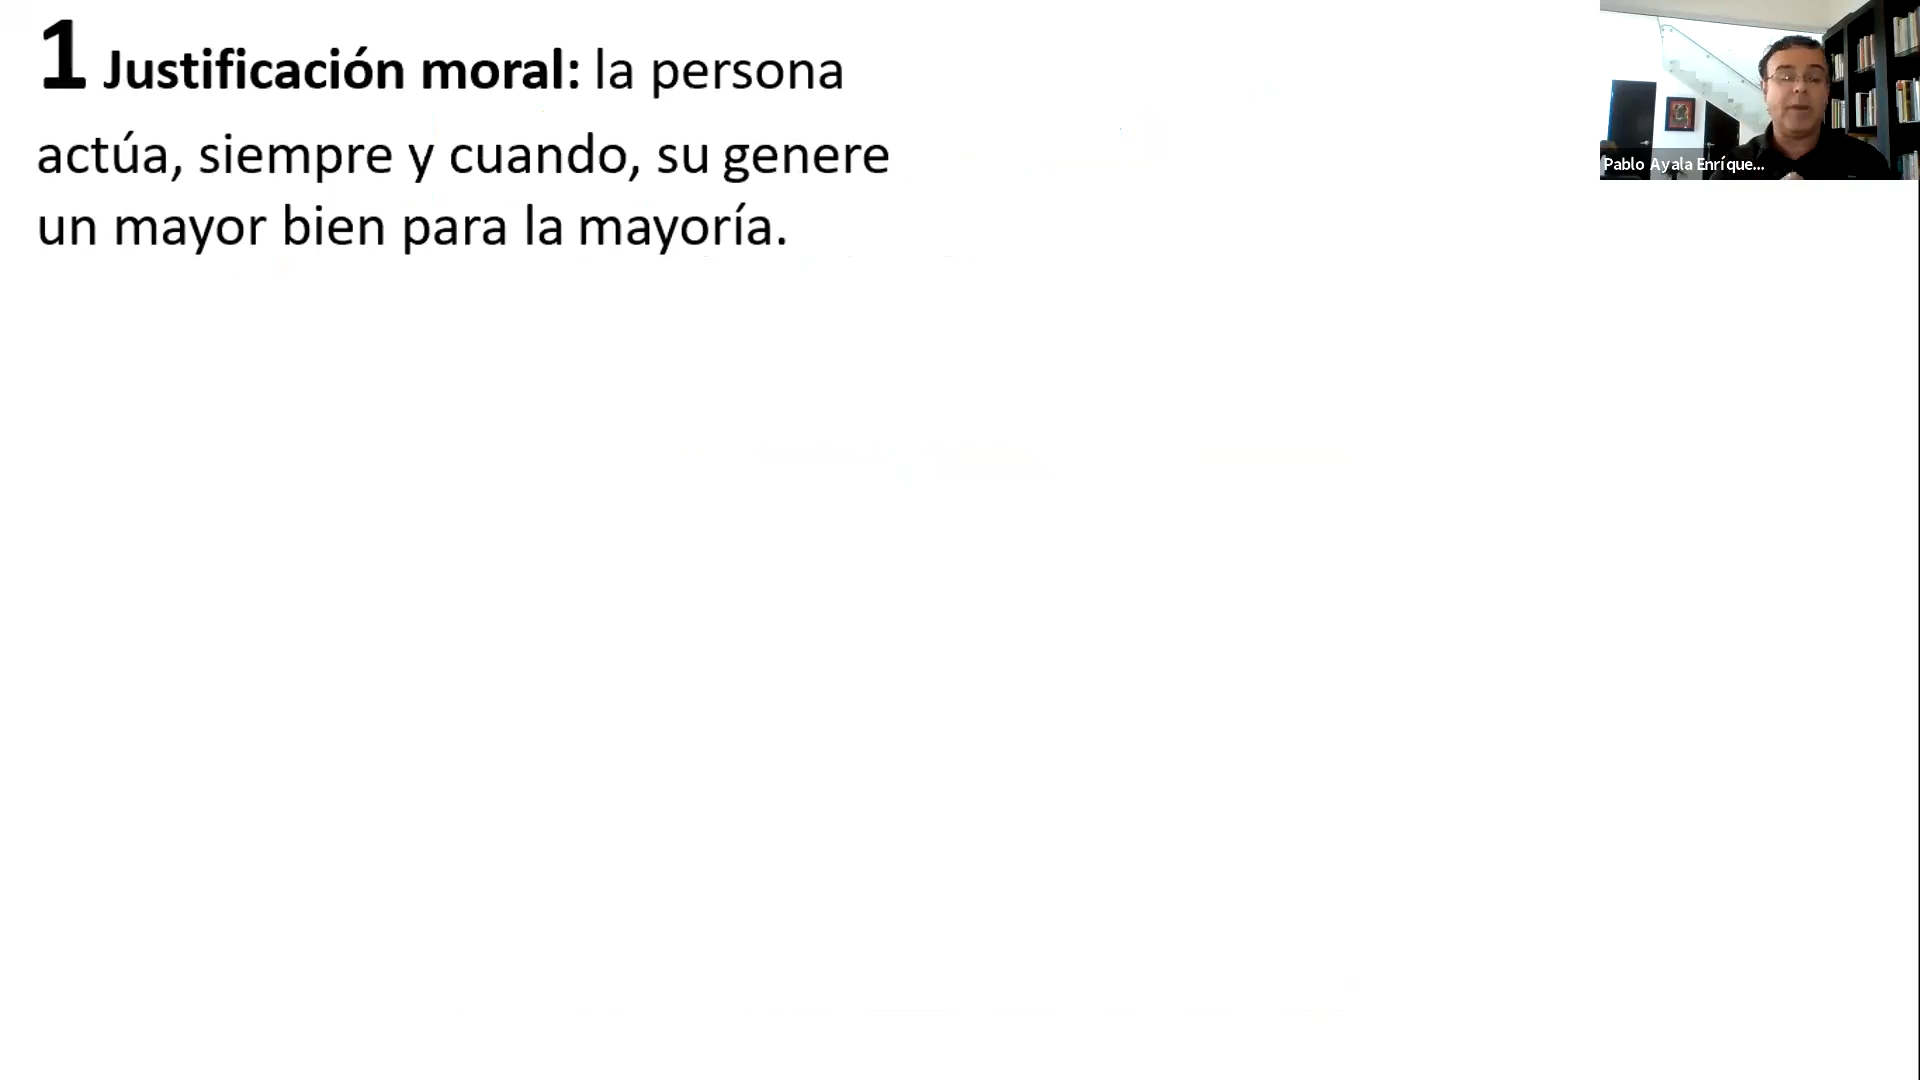 1 Justificación moral: la persona
actúa, siempre y cuando, su genere
un mayor bien para la mayoría.
Pablo Ayala Enríque...